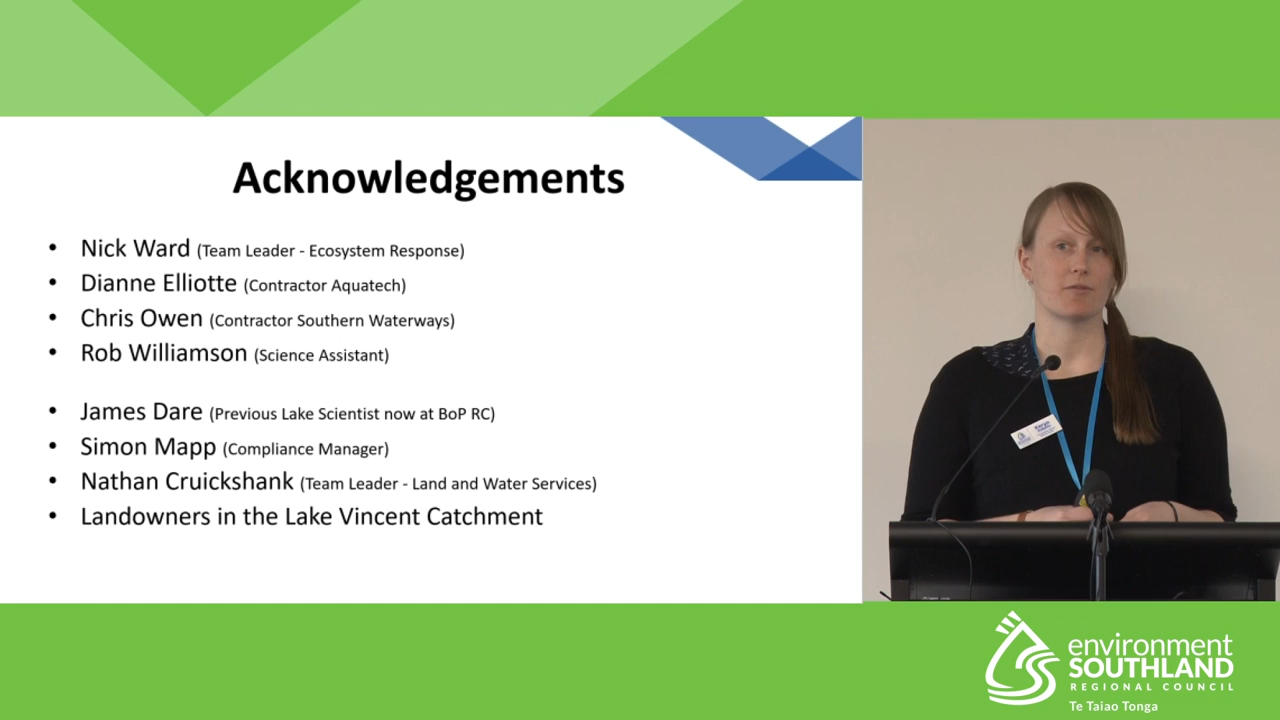 Acknowledgements
• Nick Ward (Team Leader - Ecosystem Response)
• Dianne Elliotte (Contractor Aquatech)
• Chris Owen (Contractor Southern Waterways)
• Rob Williamson (Science Assistant)
• James Dare (Previous Lake Scientist now at BoP RC)
• Simon Mapp (Compliance Manager)
• Nathan Cruickshank (Team Leader - Land and Water Services)
• Landowners in the Lake Vincent Catchment
environment
SOUTHLAND
REGIONAL COUNCIL
Te Taiao Tonga